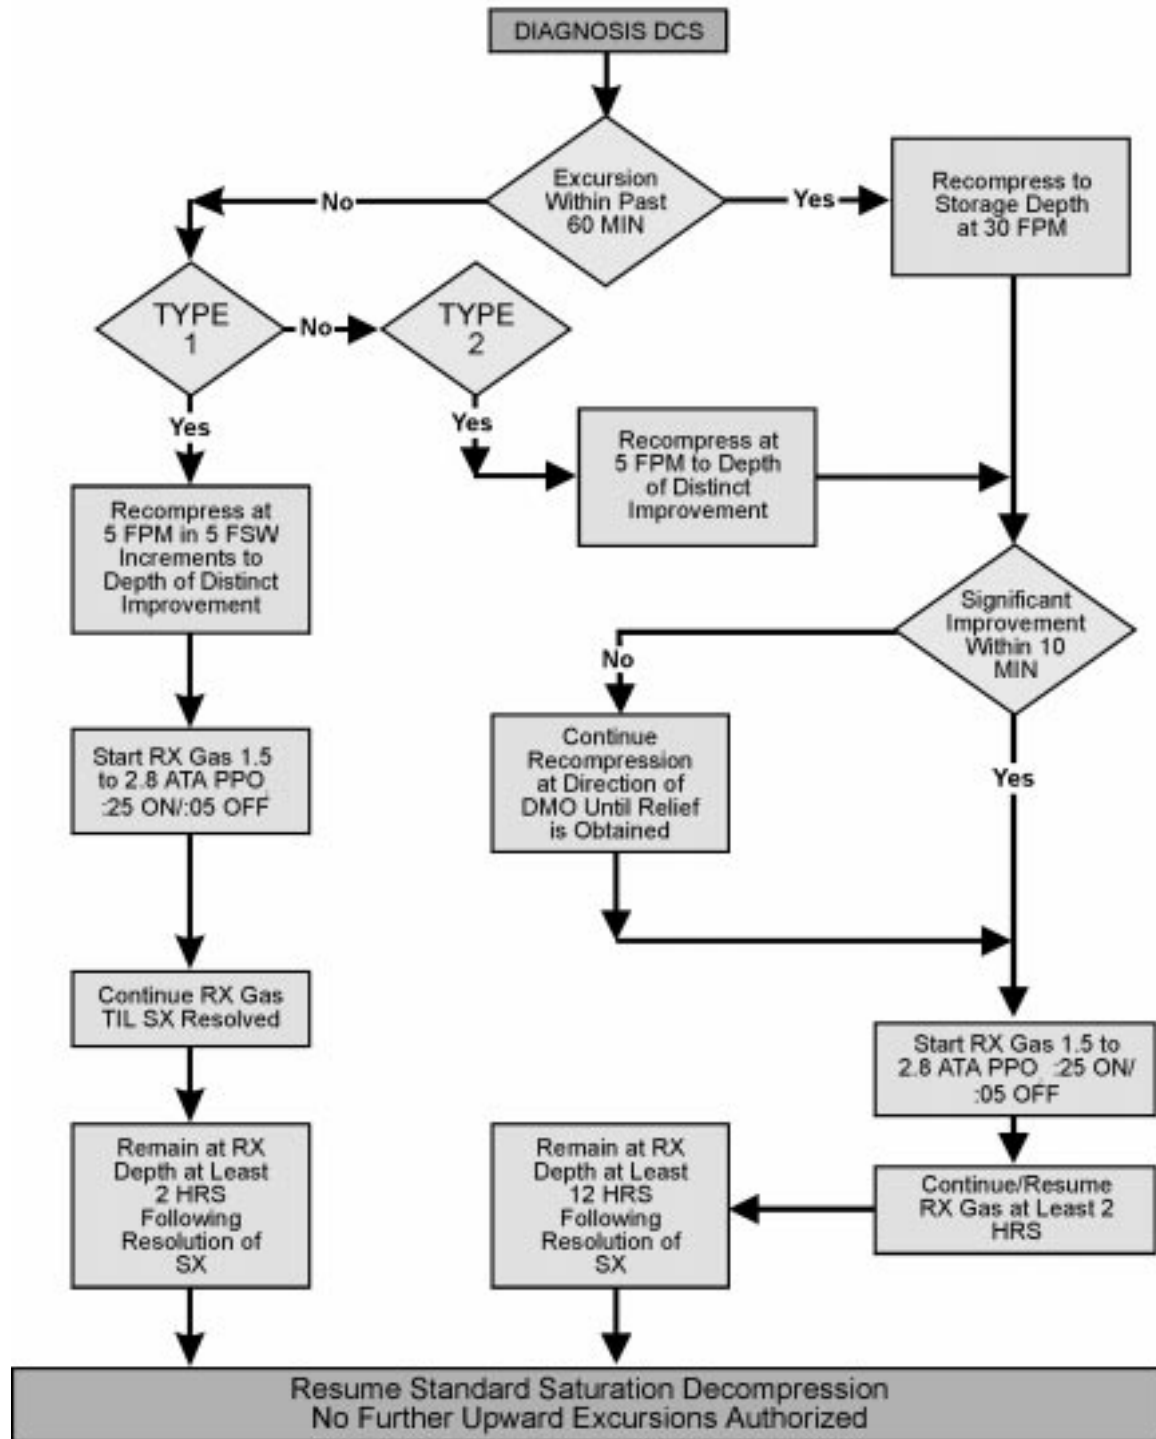 DIAGNOSIS DCS
Excursion
Within Past
60 MIN
No
Yes
Recompress to
Storage Depth
at 30 FPM
TYPE
1
No
TYPE
2
Yes
Yes
Recompress at
5 FPM to Depth
of Distinct
Improvement
Recompress at
5 FPM in 5 FSW
Increments to
Depth of Distinct
Improvement
Significant
Improvement
Within 10
MIN
No
Yes
Start RX Gas 1.5
to 2.8 ATA PPO
:25 ON/:05 OFF
Continue
Recompression
at Direction of
DMO Until Relief
is Obtained
Continue RX Gas
TIL SX Resolved
Start RX Gas 1.5 to
2.8 ATA PPO :25 ON/
:05 OFF
Remain at RX
Depth at Least
2 HRS
Following
Resolution of
SX
Remain at RX
Depth at Least
12 HRS
Following
Resolution of
SX
Continue/Resume
RX Gas at Least 2
HRS
Resume Standard Saturation Decompression
No Further Upward Excursions Authorized